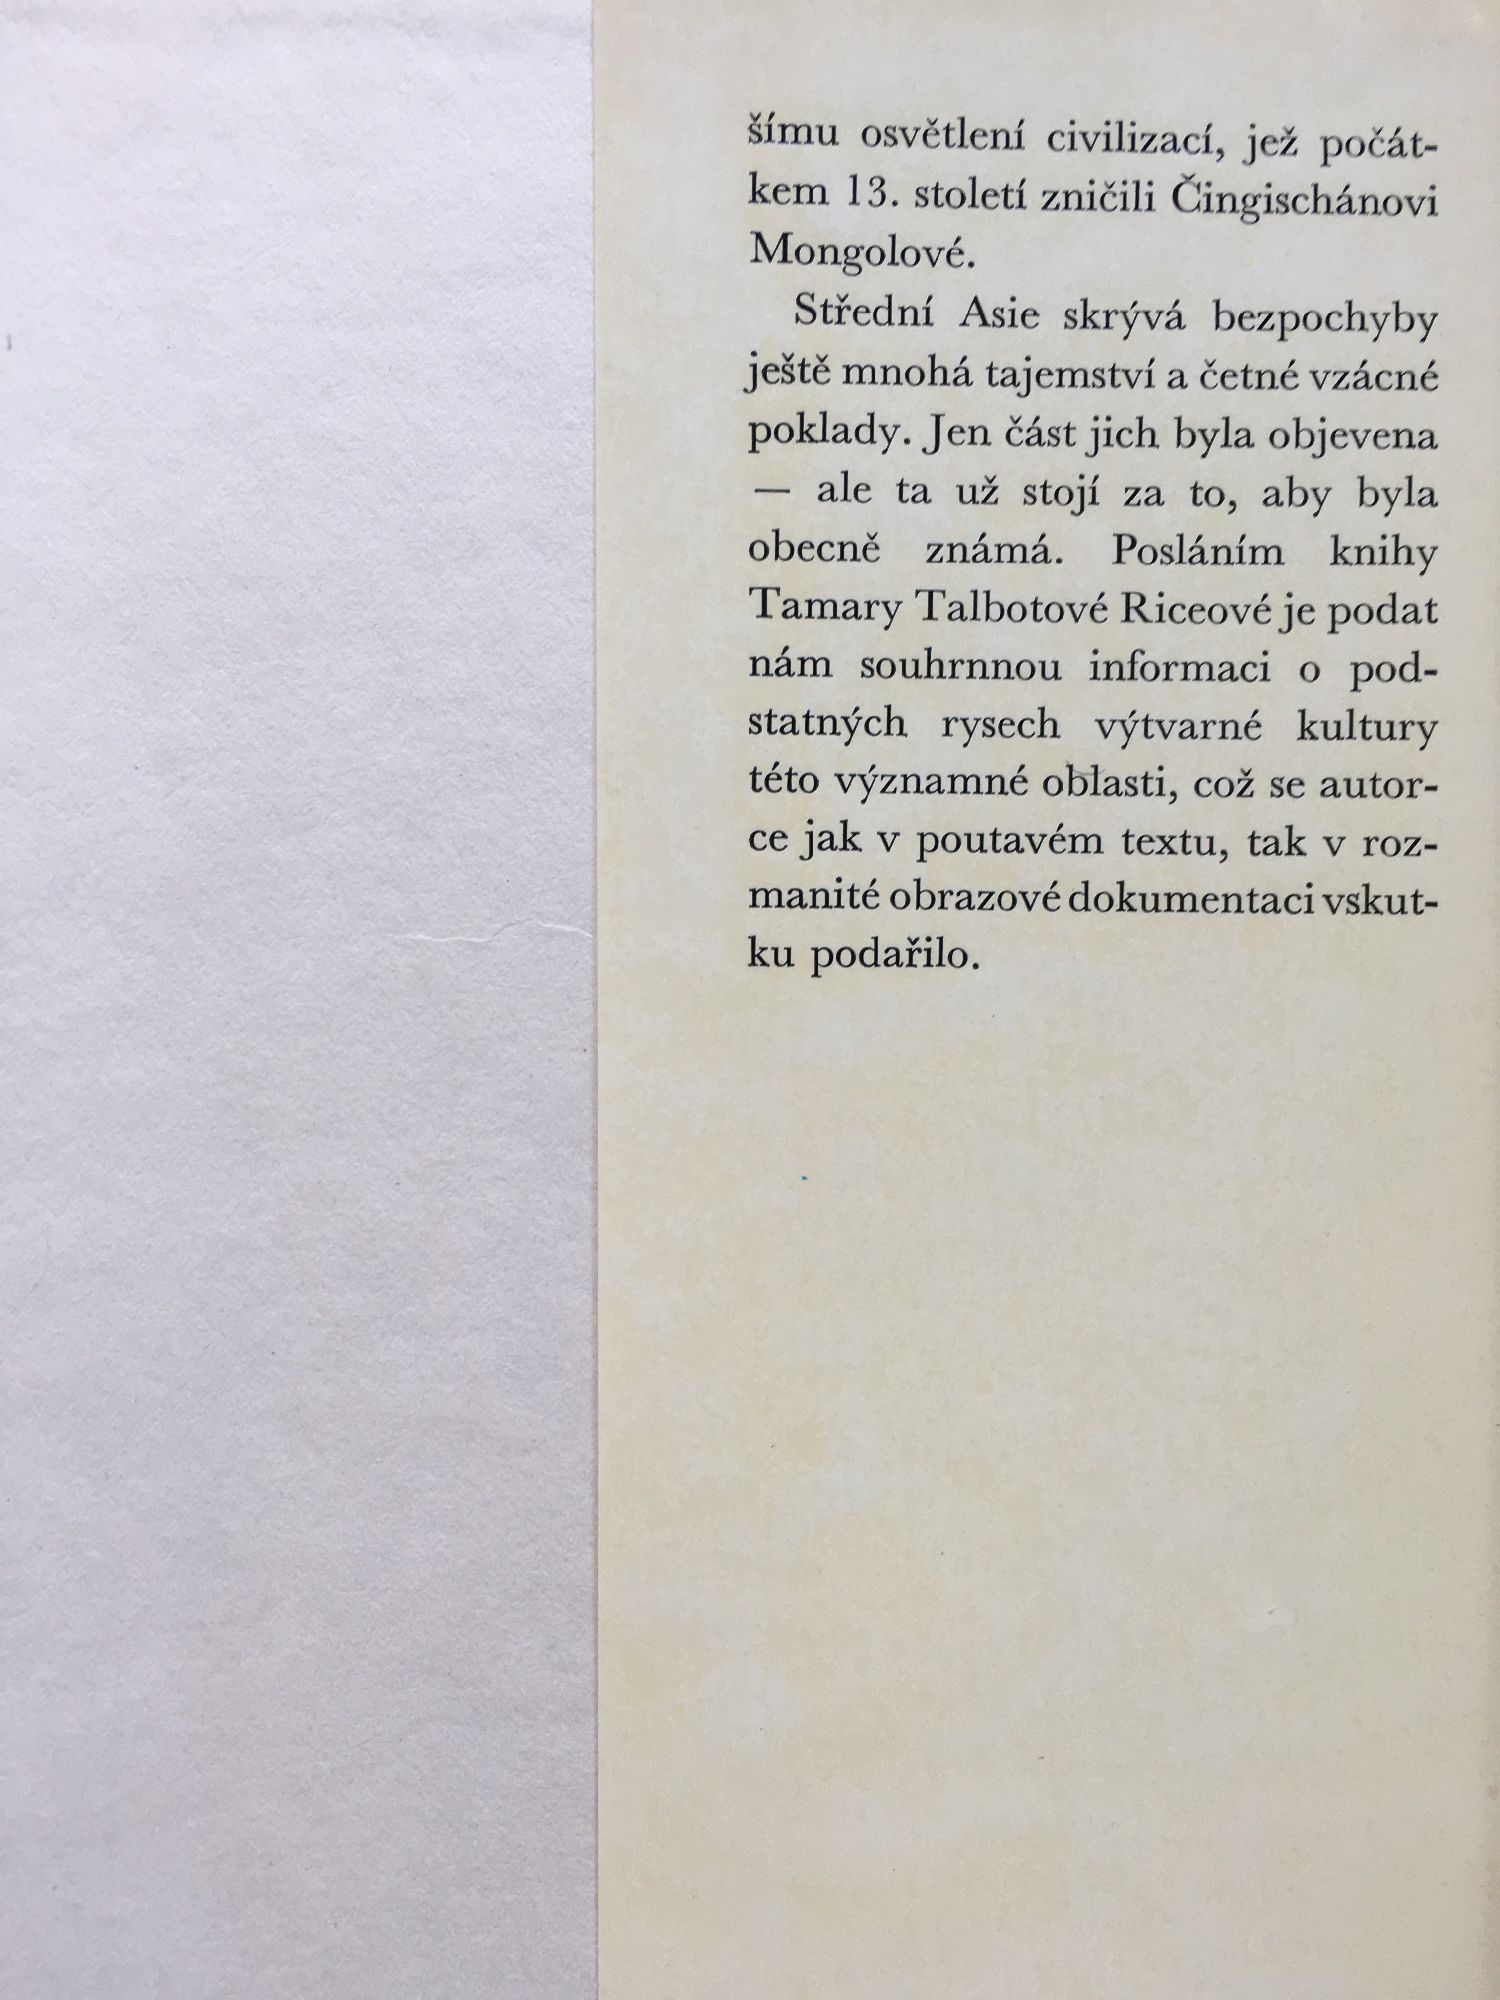 šímu osvětlení civilizací, jež počát-
kem 13. století zničili Čingischánovi
Mongolové.
Střední Asie skrývá bezpochyby
ještě mnohá tajemství a četné vzácné
poklady. Jen část jich byla objevena
— ale ta už stojí za to, aby byla
obecně známá. Posláním knihy
Tamary Talbotové Riceové je podat
nám souhrnnou informaci o pod-
statných rysech výtvarné kultury
této významné oblasti, což se autor-
ce jak v poutavém textu, tak v roz-
manité obrazové dokumentaci vskut-
ku podařilo.